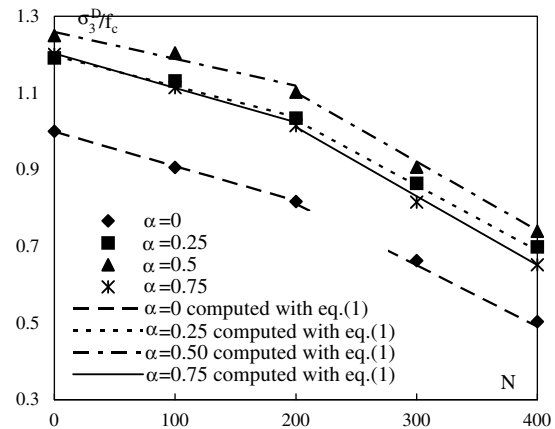 1.3
σ₃ᴰ/f_c
1.1
0.9
0.7
0.5
0.3
α=0
α=0.25
α=0.5
α=0.75
α=0 computed with eq.(1)
α=0.25 computed with eq.(1)
α=0.50 computed with eq.(1)
α=0.75 computed with eq.(1)
N
0 100 200 300 400